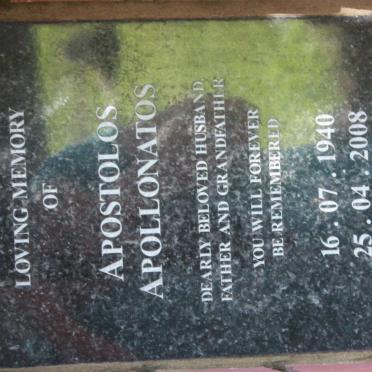 LOVING MEMORY
OF
APOSTOLOS
APOLLONATOS
DEARLY BELOVED HUSBAND,
FATHER AND GRANDFATHER
YOU WILL FOREVER
BE REMEMBERED
16 . 07 . 1940
25 . 04 . 2008